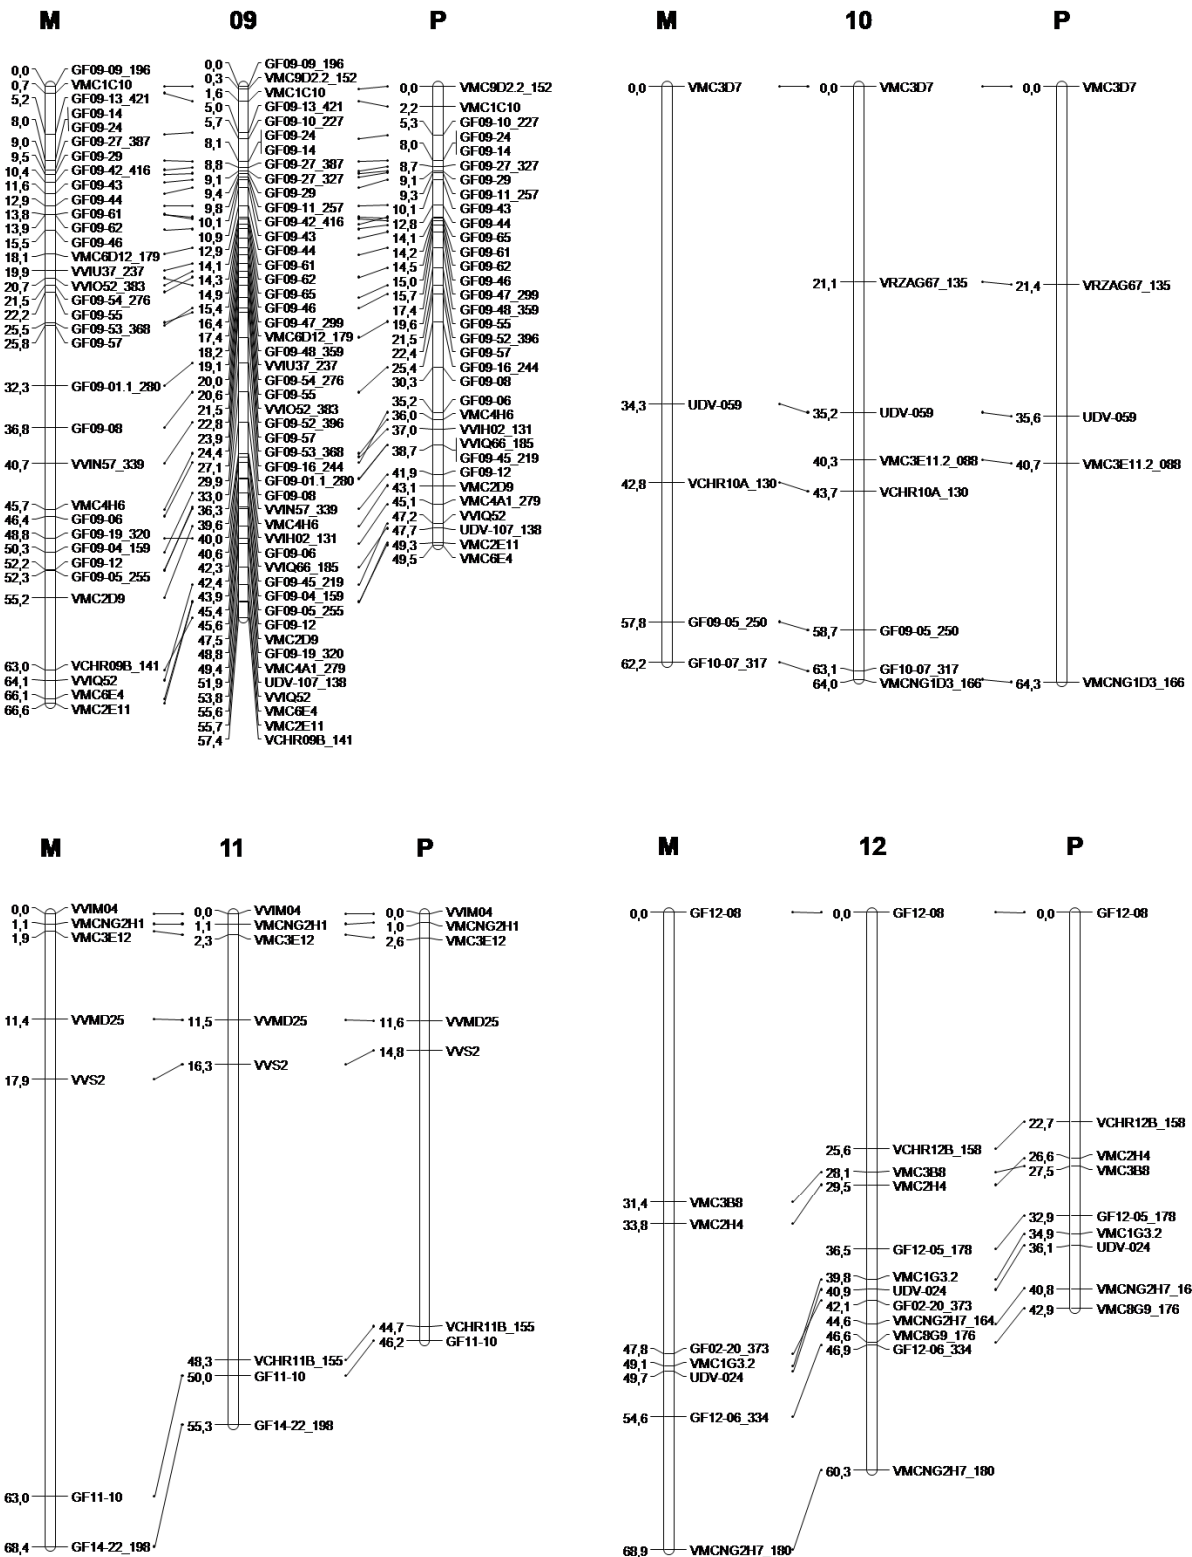 M 09 P
0,0 GF09-09_196
0,7 VMC1C10
5,2 GF09-13_421
8,0 GF09-14
GF09-24
9,0 GF09-27_387
9,5 GF09-29
10,4 GF09-42_416
11,6 GF09-43
12,9 GF09-44
13,8 GF09-61
13,9 GF09-62
15,5 GF09-46
18,1 VMC6D12_179
19,9 VVIU37_237
20,7 VVIO52_383
21,5 GF09-54_276
22,2 GF09-55
25,5 GF09-53_368
25,8 GF09-57
32,3 GF09-01.1_280
36,8 GF09-08
40,7 VVIN57_339
45,7 VMC4H6
46,4 GF09-06
48,8 GF09-19_320
50,3 GF09-04_159
52,2 GF09-12
52,3 GF09-05_255
55,2 VMC2D9
63,0 VCHR09B_141
64,1 VVIQ52
66,1 VMC6E4
66,6 VMC2E11
0,0 GF09-09_196
0,3 VMC9D2.2_152
1,6 VMC1C10
5,0 GF09-13_421
5,7 GF09-10_227
8,1 GF09-24
GF09-14
8,8 GF09-27_387
9,1 GF09-27_327
9,4 GF09-29
9,8 GF09-11_257
10,1 GF09-42_416
10,9 GF09-43
12,9 GF09-44
14,1 GF09-61
14,3 GF09-62
14,9 GF09-65
15,4 GF09-46
16,4 GF09-47_299
17,4 VMC6D12_179
18,2 GF09-48_359
19,1 VVIU37_237
20,0 GF09-54_276
20,6 GF09-55
21,5 VVIO52_383
22,8 GF09-52_396
23,9 GF09-57
24,4 GF09-53_368
27,1 GF09-16_244
29,9 GF09-01.1_280
33,0 GF09-08
36,3 VVIN57_339
39,6 VMC4H6
40,0 VVIH02_131
40,6 GF09-06
42,3 VVIQ66_185
42,4 GF09-45_219
43,9 GF09-04_159
45,4 GF09-05_255
45,6 GF09-12
47,5 VMC2D9
48,8 GF09-19_320
49,4 VMC4A1_279
51,9 UDV-107_138
53,8 VVIQ52
55,6 VMC6E4
55,7 VMC2E11
57,4 VCHR09B_141
0,0 VMC9D2.2_152
2,2 VMC1C10
5,3 GF09-10_227
8,0 GF09-24
GF09-14
8,7 GF09-27_327
9,1 GF09-29
9,3 GF09-11_257
10,1 GF09-43
12,8 GF09-44
14,1 GF09-65
14,2 GF09-61
14,5 GF09-62
15,0 GF09-46
15,7 GF09-47_299
17,4 GF09-48_359
19,6 GF09-55
21,5 GF09-52_396
22,4 GF09-57
25,4 GF09-16_244
30,3 GF09-08
35,2 GF09-06
36,0 VMC4H6
37,0 VVIH02_131
38,7 VVIQ66_185
GF09-45_219
41,9 GF09-12
43,1 VMC2D9
45,1 VMC4A1_279
47,2 VVIQ52
47,7 UDV-107_138
49,3 VMC2E11
49,5 VMC6E4
M 10 P
0,0 VMC3D7
34,3 UDV-059
42,8 VCHR10A_130
57,8 GF09-05_250
62,2 GF10-07_317
0,0 VMC3D7
21,1 VRZAG67_135
35,2 UDV-059
40,3 VMC3E11.2_088
43,7 VCHR10A_130
58,7 GF09-05_250
63,1 GF10-07_317
64,0 VMCNG1D3_166
0,0 VMC3D7
21,4 VRZAG67_135
35,6 UDV-059
40,7 VMC3E11.2_088
64,3 VMCNG1D3_166
M 11 P
0,0 VVIM04
1,1 VMCNG2H1
1,9 VMC3E12
11,4 VVMD25
17,9 VVS2
63,0 GF11-10
68,4 GF14-22_198
0,0 VVIM04
1,1 VMCNG2H1
2,3 VMC3E12
11,5 VVMD25
16,3 VVS2
48,3 VCHR11B_155
50,0 GF11-10
55,3 GF14-22_198
0,0 VVIM04
1,0 VMCNG2H1
2,6 VMC3E12
11,6 VVMD25
14,8 VVS2
44,7 VCHR11B_155
46,2 GF11-10
M 12 P
0,0 GF12-08
31,4 VMC3B8
33,8 VMC2H4
47,8 GF02-20_373
49,1 VMC1G3.2
49,7 UDV-024
54,6 GF12-06_334
68,9 VMCNG2H7_180
0,0 GF12-08
25,6 VCHR12B_158
28,1 VMC3B8
29,5 VMC2H4
36,5 GF12-05_178
39,8 VMC1G3.2
40,9 UDV-024
42,1 GF02-20_373
44,6 VMCNG2H7_164
46,6 VMC8G9_176
46,9 GF12-06_334
60,3 VMCNG2H7_180
0,0 GF12-08
22,7 VCHR12B_158
26,6 VMC2H4
27,5 VMC3B8
32,9 GF12-05_178
34,9 VMC1G3.2
36,1 UDV-024
40,8 VMCNG2H7_16
42,9 VMC8G9_176